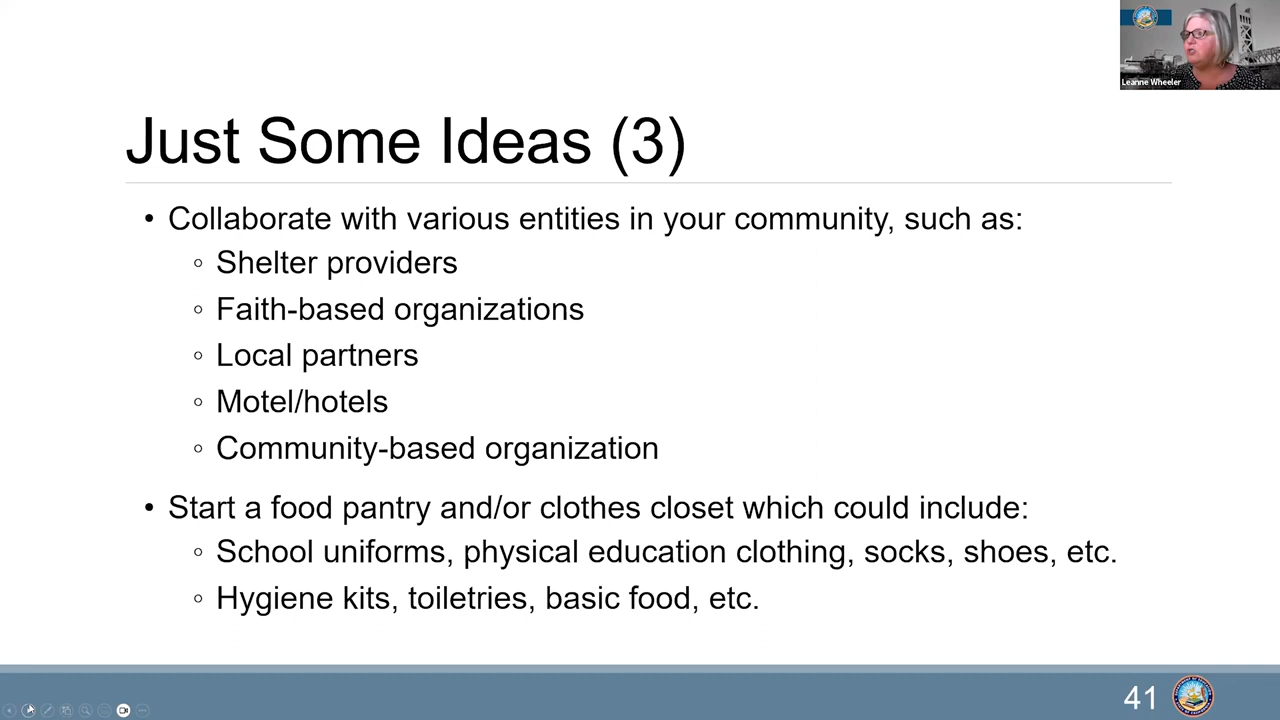 Leanne Wheeler
Just Some Ideas (3)
• Collaborate with various entities in your community, such as:
◦ Shelter providers
◦ Faith-based organizations
◦ Local partners
◦ Motel/hotels
◦ Community-based organization
• Start a food pantry and/or clothes closet which could include:
◦ School uniforms, physical education clothing, socks, shoes, etc.
◦ Hygiene kits, toiletries, basic food, etc.
41